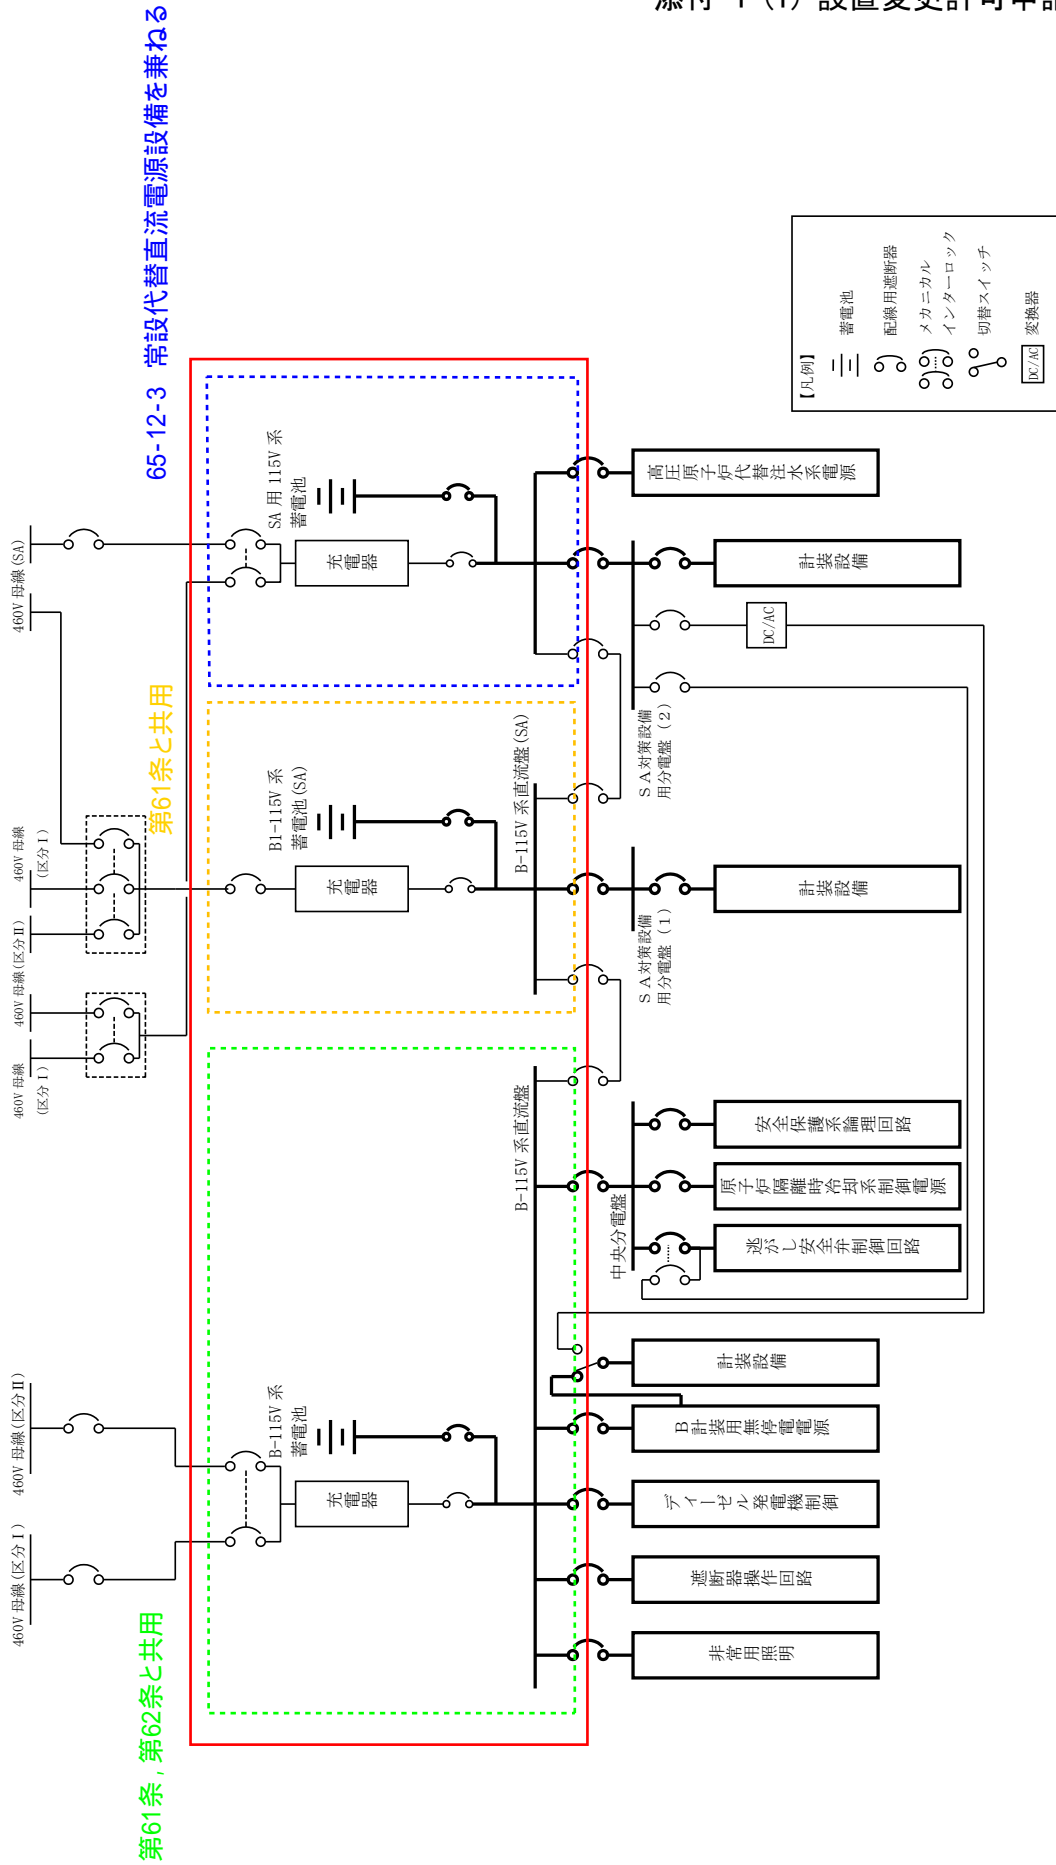 添付-1 (1) 設置変更許可申
65-12-3 常設代替直流電源設備を兼ねる
第61条と共用
第61条，第62条と共用
460V 母線(区分Ⅰ)
460V 母線(区分Ⅱ)
460V 母線
(区分Ⅰ)
460V 母線(区分Ⅱ)
460V 母線(区分Ⅱ)
460V 母線
(区分Ⅰ)
460V 母線(SA)
B-115V 系
蓄電池
充電器
B1-115V 系
蓄電池(SA)
充電器
SA 用 115V 系
蓄電池
充電器
B-115V 系直流盤
B-115V 系直流盤(SA)
中央分電盤
ＳＡ対策設備
用分電盤（1）
ＳＡ対策設備
用分電盤（2）
非常用照明
遮断器操作回路
ディーゼル発電機制御
B計装用無停電電源
計装設備
逃がし安全弁制御回路
原子炉隔離時冷却系制御電源
安全保護系論理回路
計装設備
DC/AC
計装設備
高圧原子炉代替注水系電源
【凡例】
蓄電池
配線用遮断器
メカニカル
インターロック
切替スイッチ
DC/AC 変換器